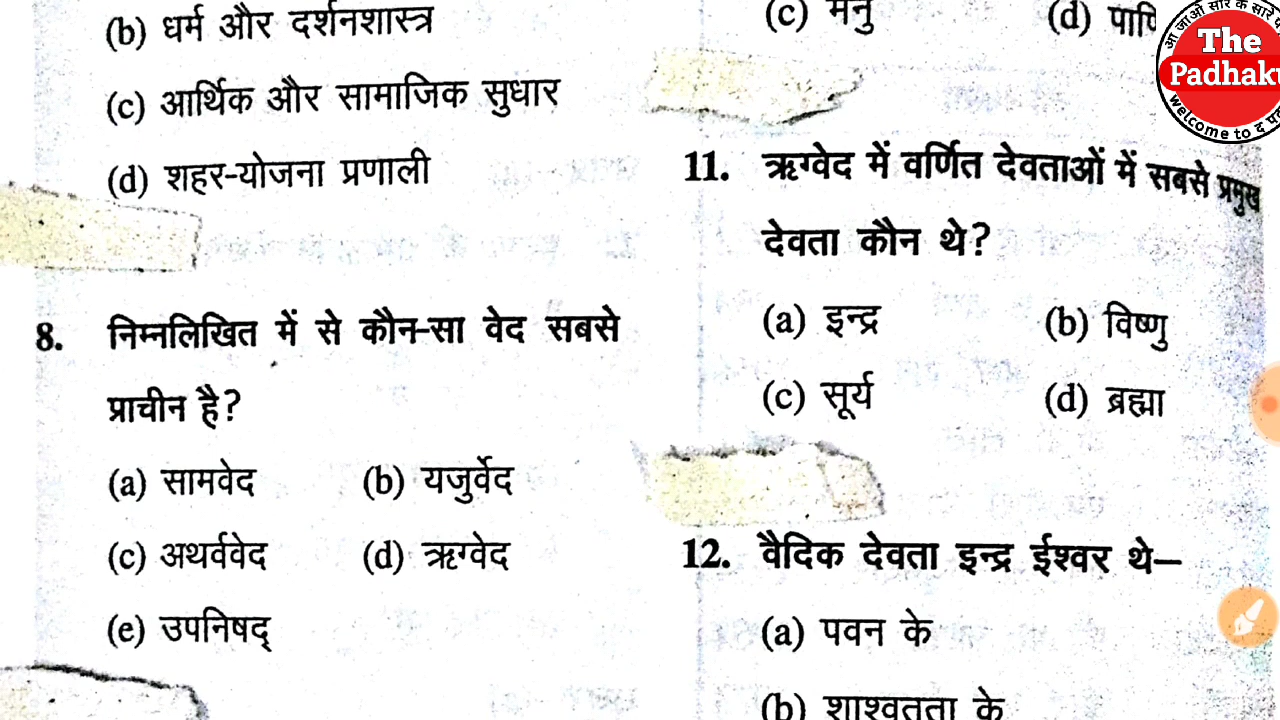 (b) धर्म और दर्शनशास्त्र
(c) आर्थिक और सामाजिक सुधार
(d) शहर-योजना प्रणाली
8. निम्नलिखित में से कौन-सा वेद सबसे
प्राचीन है?
(a) सामवेद (b) यजुर्वेद
(c) अथर्ववेद (d) ऋग्वेद
(e) उपनिषद्
(c) मनु (d)
11. ऋग्वेद में वर्णित देवताओं में सबसे प्रमुख
देवता कौन थे?
(a) इन्द्र (b) विष्णु
(c) सूर्य (d) ब्रह्मा
12. वैदिक देवता इन्द्र ईश्वर थे—
(a) पवन के
(b) शाश्वतता के
आ जाओ सारे के सारे
The
Padhaku
welcome to द